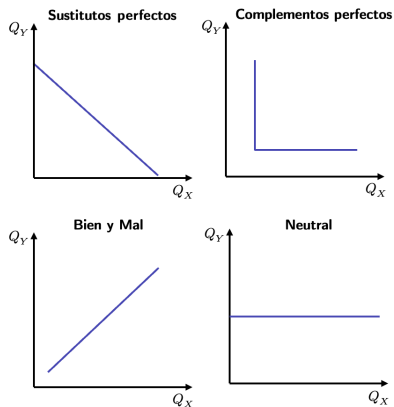 Sustitutos perfectos
Complementos perfectos
Q_Y
Q_Y
Q_X
Q_X
Bien y Mal
Neutral
Q_Y
Q_Y
Q_X
Q_X